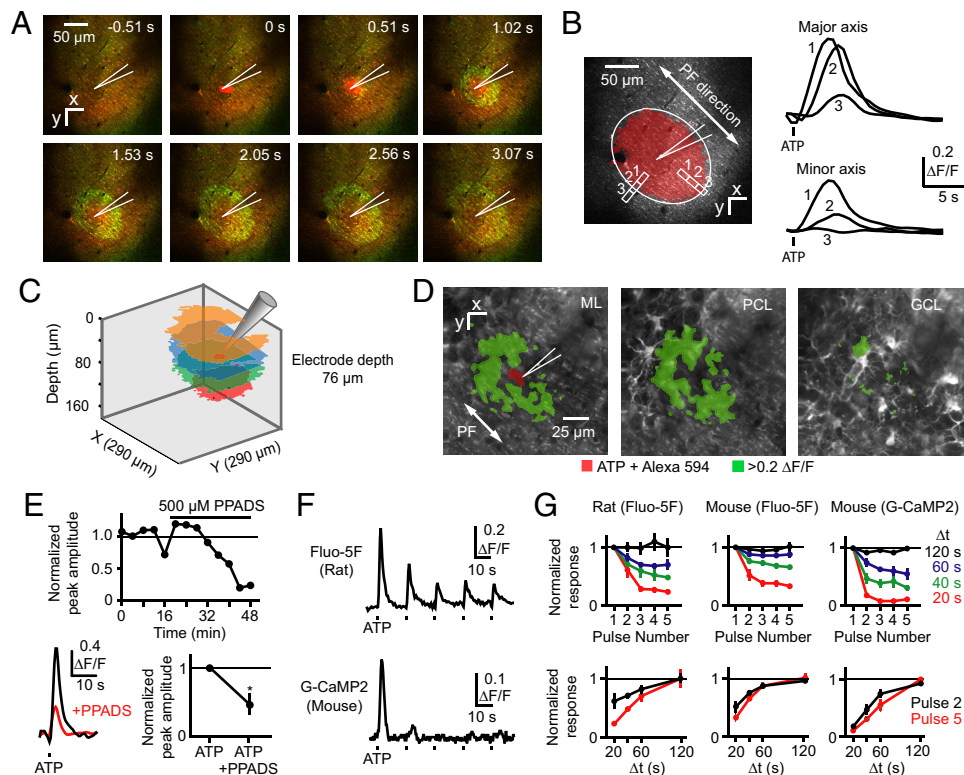 A
50 µm
-0.51 s
0 s
0.51 s
1.02 s
x
y
1.53 s
2.05 s
2.56 s
3.07 s
B
50 µm
PF direction
1
2
3
1
2
3
x
y
Major axis
1
2
3
ATP
0.2
ΔF/F
5 s
Minor axis
1
2
3
ATP
C
Depth (µm)
0
80
160
X (290 µm)
Y (290 µm)
Electrode depth
76 µm
D
x
y
ML
PCL
GCL
PF
25 µm
ATP + Alexa 594
>0.2 ΔF/F
E
500 µM PPADS
Normalized
peak amplitude
1.0
0
0 16 32 48
Time (min)
0.4
ΔF/F
10 s
+PPADS
ATP
Normalized
peak amplitude
1
0
*
ATP
ATP
+PPADS
F
Fluo-5F
(Rat)
0.2
ΔF/F
10 s
ATP
G-CaMP2
(Mouse)
0.1
ΔF/F
10 s
ATP
G
Rat (Fluo-5F)
Mouse (Fluo-5F)
Mouse (G-CaMP2)
Normalized
response
1
0
1 2 3 4 5
Pulse Number
1
0
1 2 3 4 5
Pulse Number
1
0
1 2 3 4 5
Pulse Number
Δt
120 s
60 s
40 s
20 s
Normalized
response
1
0
20 60 120
Δt (s)
1
0
20 60 120
Δt (s)
1
0
20 60 120
Δt (s)
Pulse 2
Pulse 5